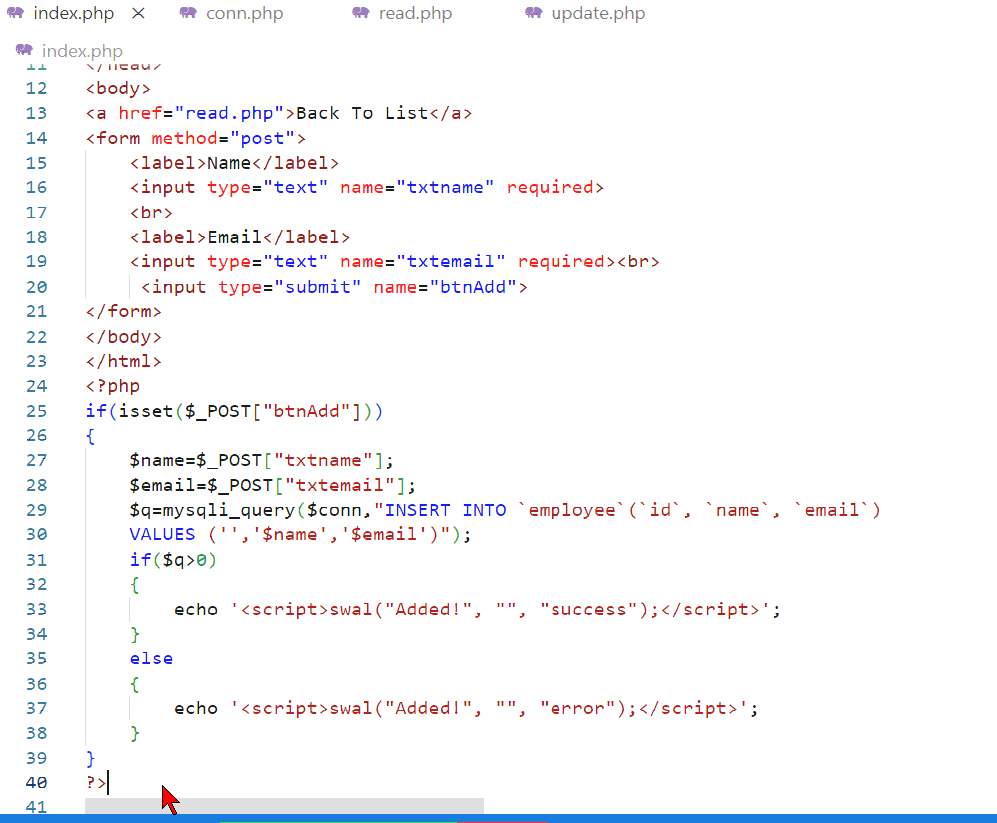 index.php × conn.php read.php update.php
index.php
11 </head>
12 <body>
13 <a href="read.php">Back To List</a>
14 <form method="post">
15     <label>Name</label>
16     <input type="text" name="txtname" required>
17     <br>
18     <label>Email</label>
19     <input type="text" name="txtemail" required><br>
20      <input type="submit" name="btnAdd">
21 </form>
22 </body>
23 </html>
24 <?php
25 if(isset($_POST["btnAdd"]))
26 {
27     $name=$_POST["txtname"];
28     $email=$_POST["txtemail"];
29     $q=mysqli_query($conn,"INSERT INTO `employee`(`id`, `name`, `email`)
30     VALUES ('','$name','$email')");
31     if($q>0)
32     {
33         echo '<script>swal("Added!", "", "success");</script>';
34     }
35     else
36     {
37         echo '<script>swal("Added!", "", "error");</script>';
38     }
39 }
40 ?>
41